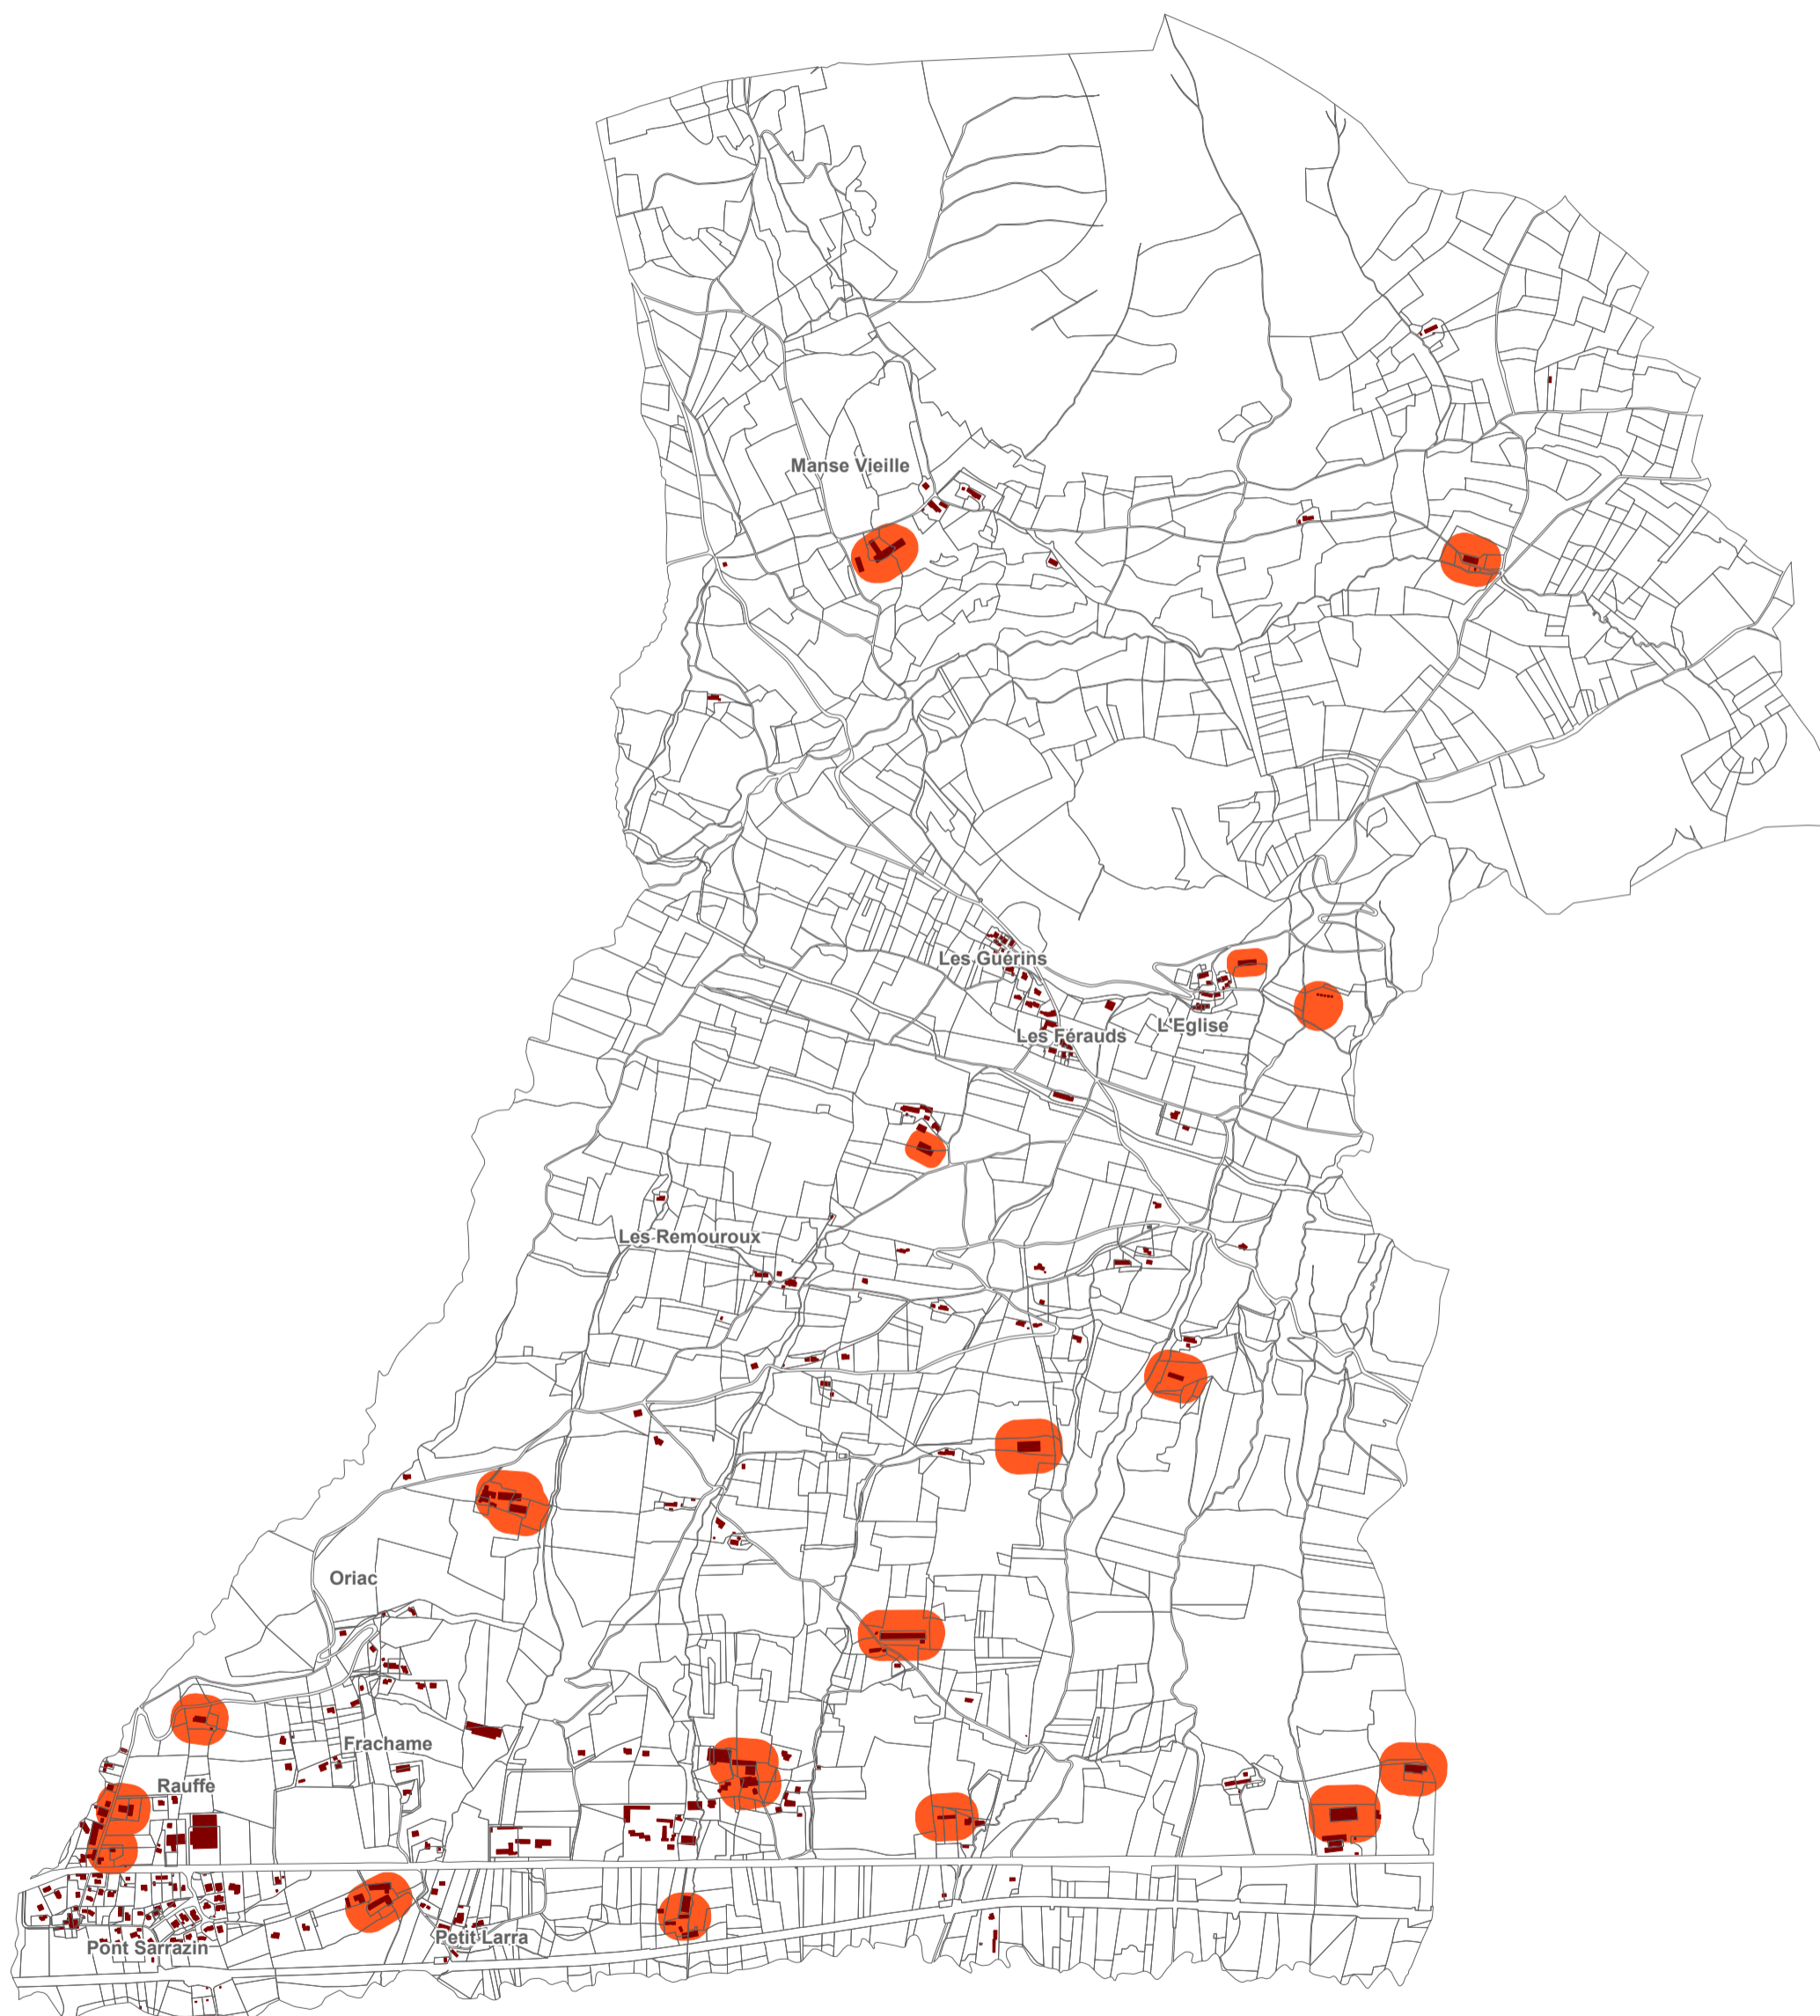 Manse Vieille
Les Guérins
L'Eglise
Les Férauds
Les Remouroux
Oriac
Frachame
Rauffe
Petit Larra
Pont Sarrazin